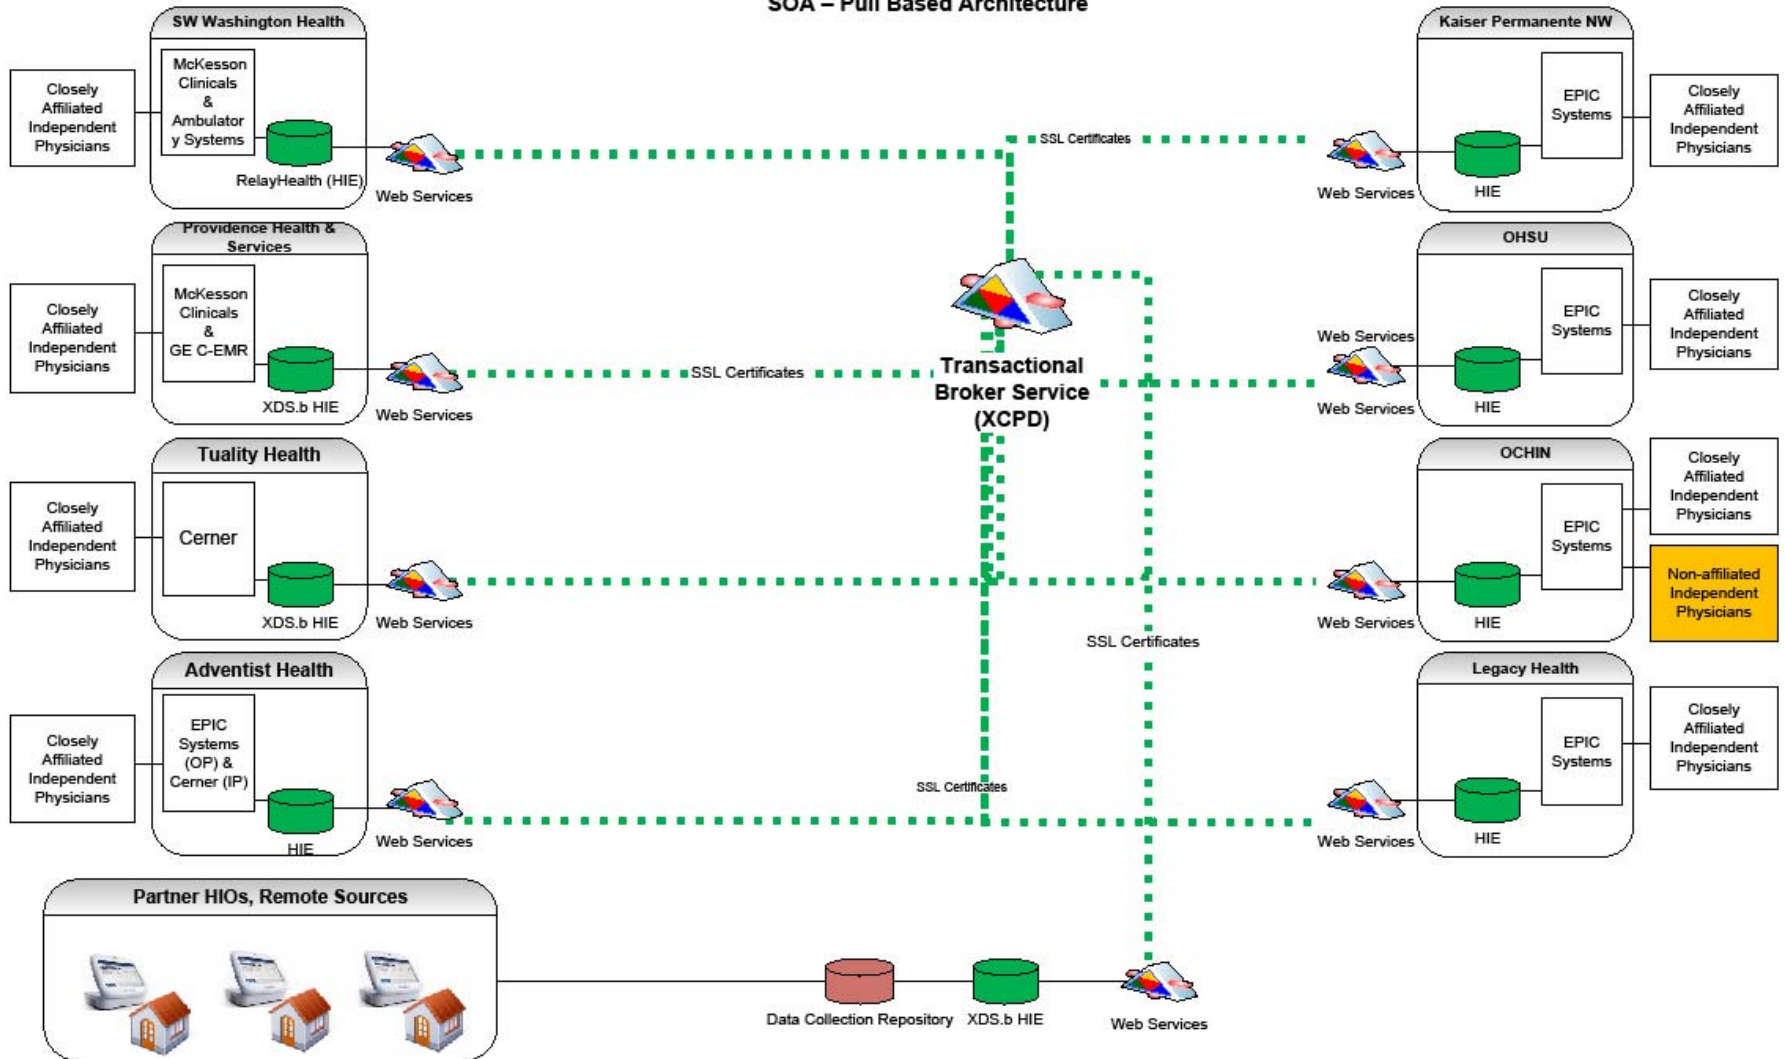 SOA – Pull Based Architecture
SW Washington Health
McKesson
Clinicals
&
Ambulator
y Systems
Closely
Affiliated
Independent
Physicians
RelayHealth (HIE)
Web Services
Providence Health &
Services
McKesson
Clinicals
&
GE C-EMR
Closely
Affiliated
Independent
Physicians
XDS.b HIE
Web Services
Tuality Health
Cerner
Closely
Affiliated
Independent
Physicians
XDS.b HIE
Web Services
Adventist Health
EPIC
Systems
(OP) &
Cerner (IP)
Closely
Affiliated
Independent
Physicians
HIE
Web Services
Partner HIOs, Remote Sources
Data Collection Repository
XDS.b HIE
Web Services
SSL Certificates
SSL Certificates
Transactional
Broker Service
(XCPD)
SSL Certificates
SSL Certificates
Kaiser Permanente NW
EPIC
Systems
Closely
Affiliated
Independent
Physicians
Web Services
HIE
OHSU
EPIC
Systems
Closely
Affiliated
Independent
Physicians
Web Services
Web Services
HIE
OCHIN
EPIC
Systems
Closely
Affiliated
Independent
Physicians
Non-affiliated
Independent
Physicians
Web Services
HIE
Legacy Health
EPIC
Systems
Closely
Affiliated
Independent
Physicians
Web Services
HIE